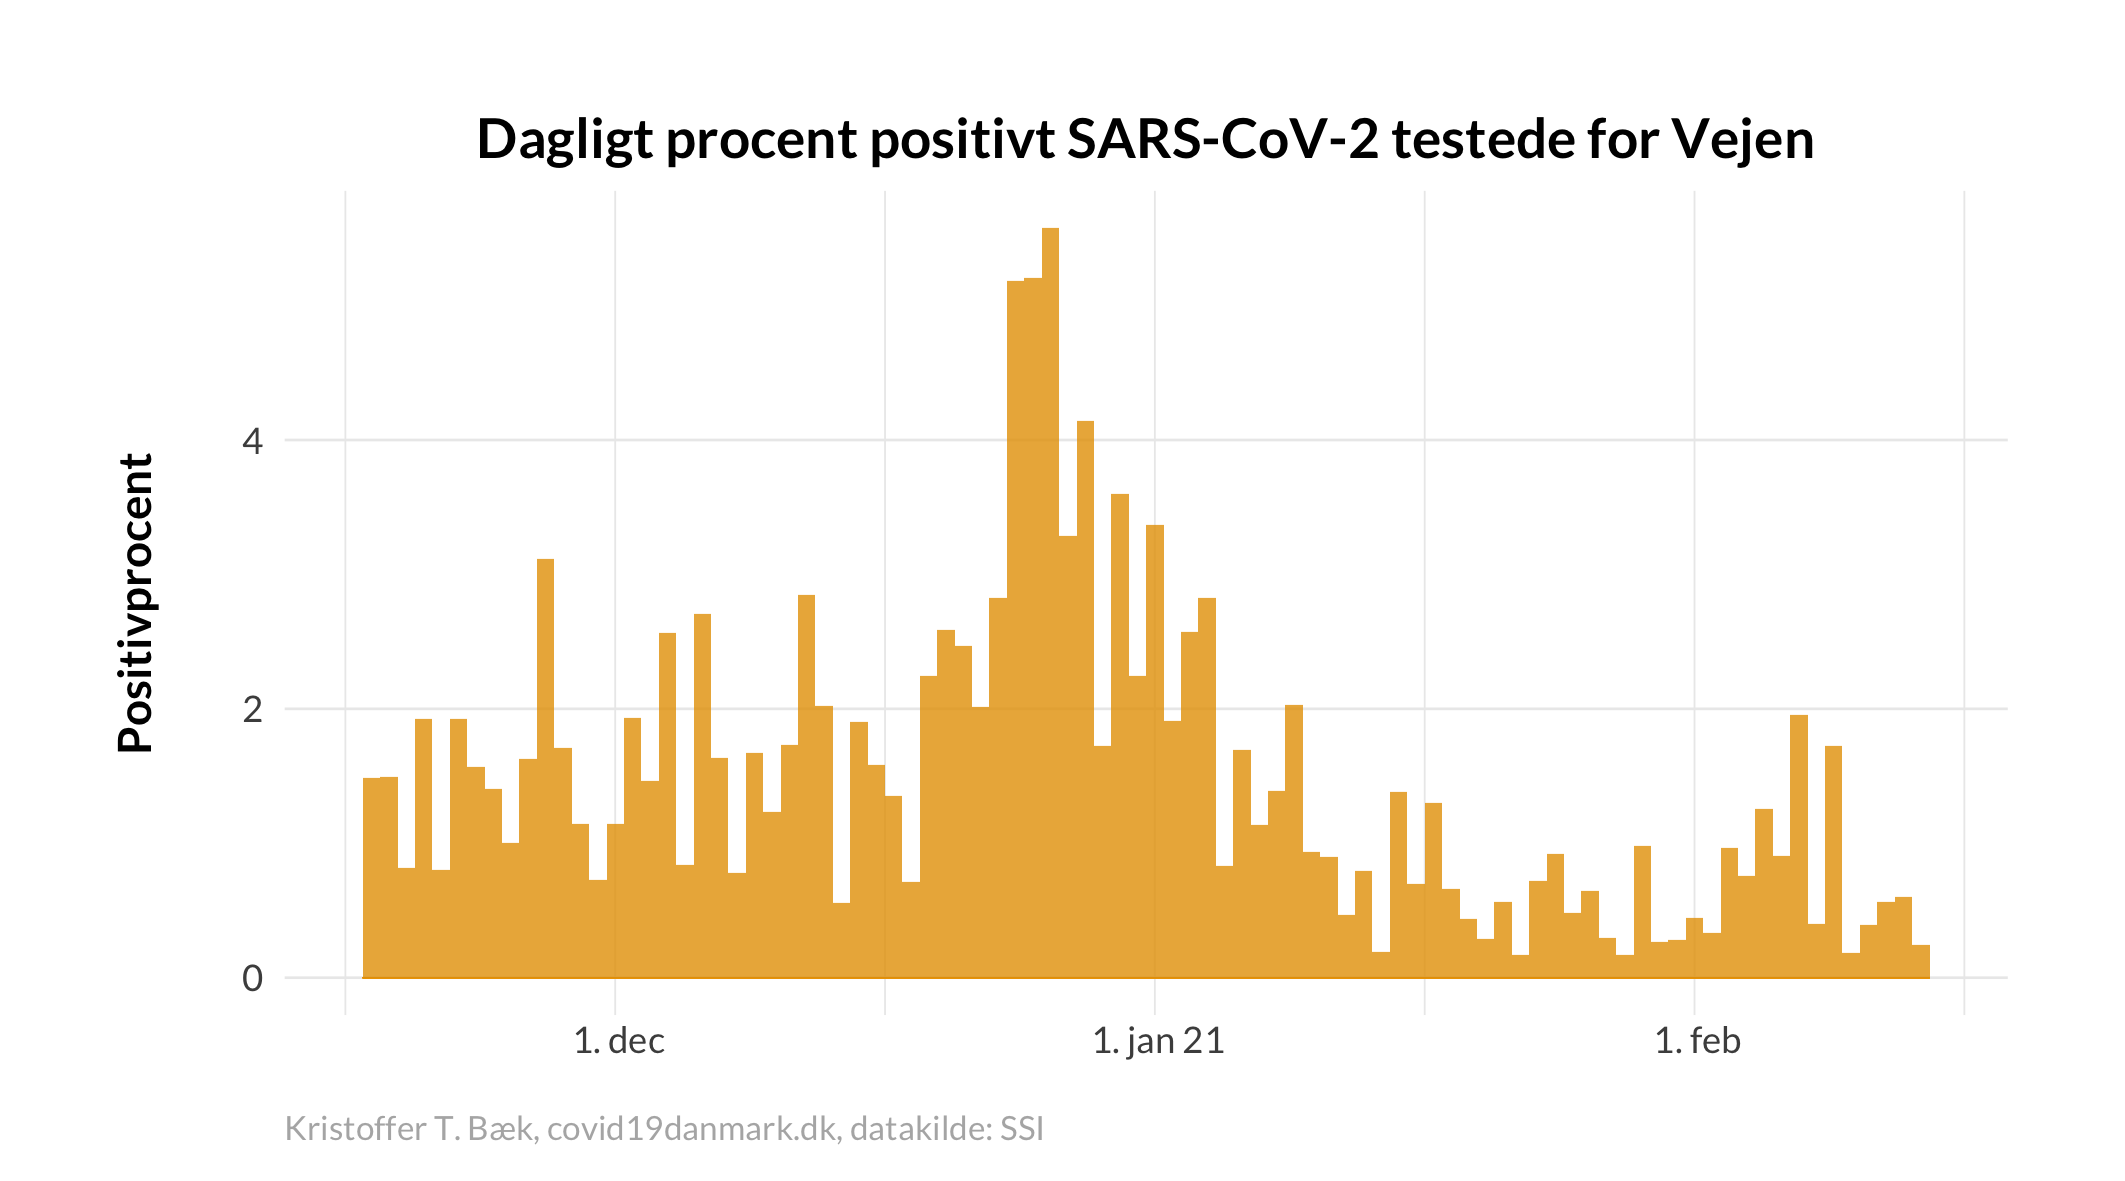 Dagligt procent positivt SARS-CoV-2 testede for Vejen
Positivprocent
4
2
0
1. dec
1. jan 21
1. feb
Kristoffer T. Bæk, covid19danmark.dk, datakilde: SSI